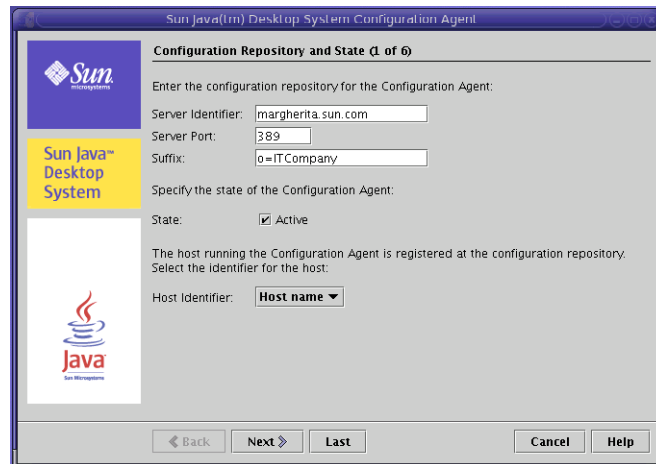 Sun Java(tm) Desktop System Configuration Agent
Sun
microsystems
Sun Java™
Desktop
System
Java
Sun Microsystems
Configuration Repository and State (1 of 6)
Enter the configuration repository for the Configuration Agent:
Server Identifier: margherita.sun.com
Server Port: 389
Suffix: o=ITCompany
Specify the state of the Configuration Agent:
State: Active
The host running the Configuration Agent is registered at the configuration repository.
Select the identifier for the host:
Host Identifier: Host name
Back Next Last Cancel Help